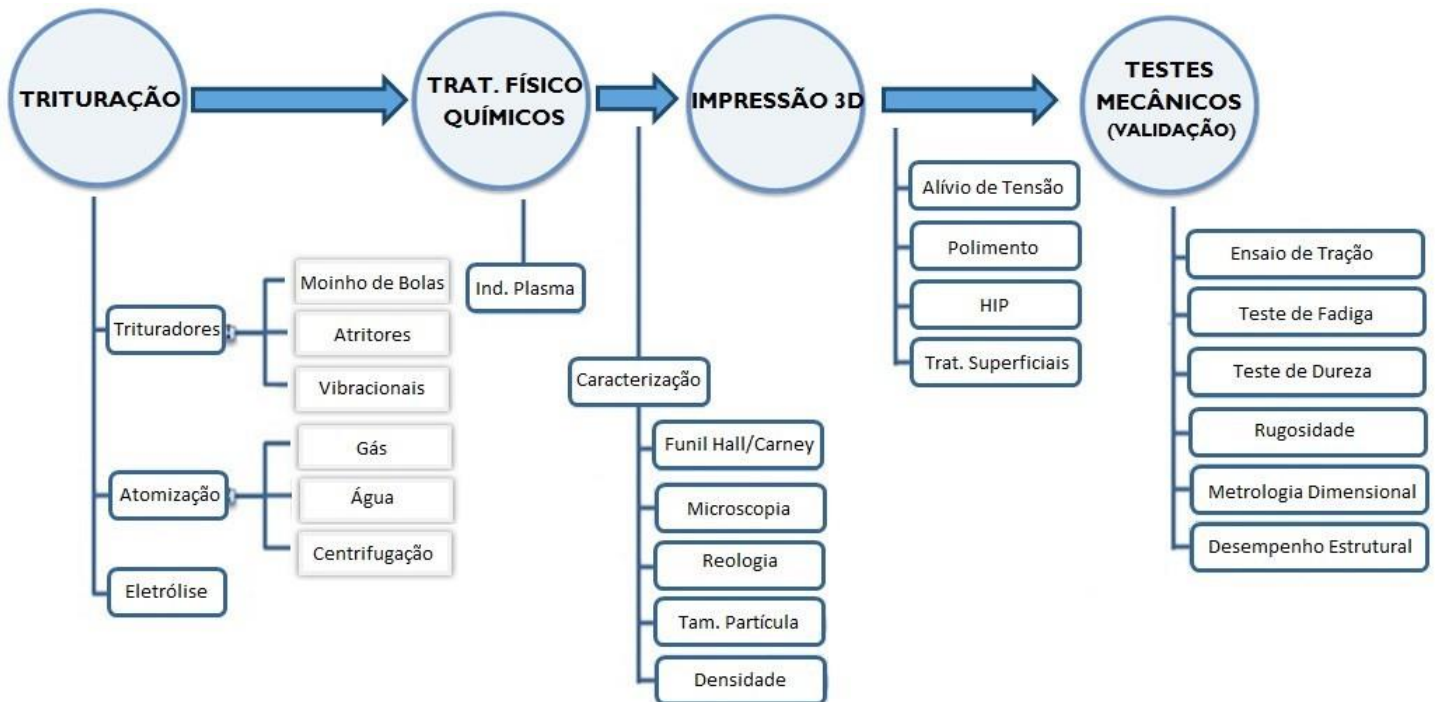 TRITURAÇÃO
TRAT. FÍSICO
QUÍMICOS
IMPRESSÃO 3D
TESTES
MECÂNICOS
(VALIDAÇÃO)
Trituradores
Moinho de Bolas
Atritores
Vibracionais
Atomização
Gás
Água
Centrifugação
Eletrólise
Ind. Plasma
Caracterização
Funil Hall/Carney
Microscopia
Reologia
Tam. Partícula
Densidade
Alívio de Tensão
Polimento
HIP
Trat. Superficiais
Ensaio de Tração
Teste de Fadiga
Teste de Dureza
Rugosidade
Metrologia Dimensional
Desempenho Estrutural